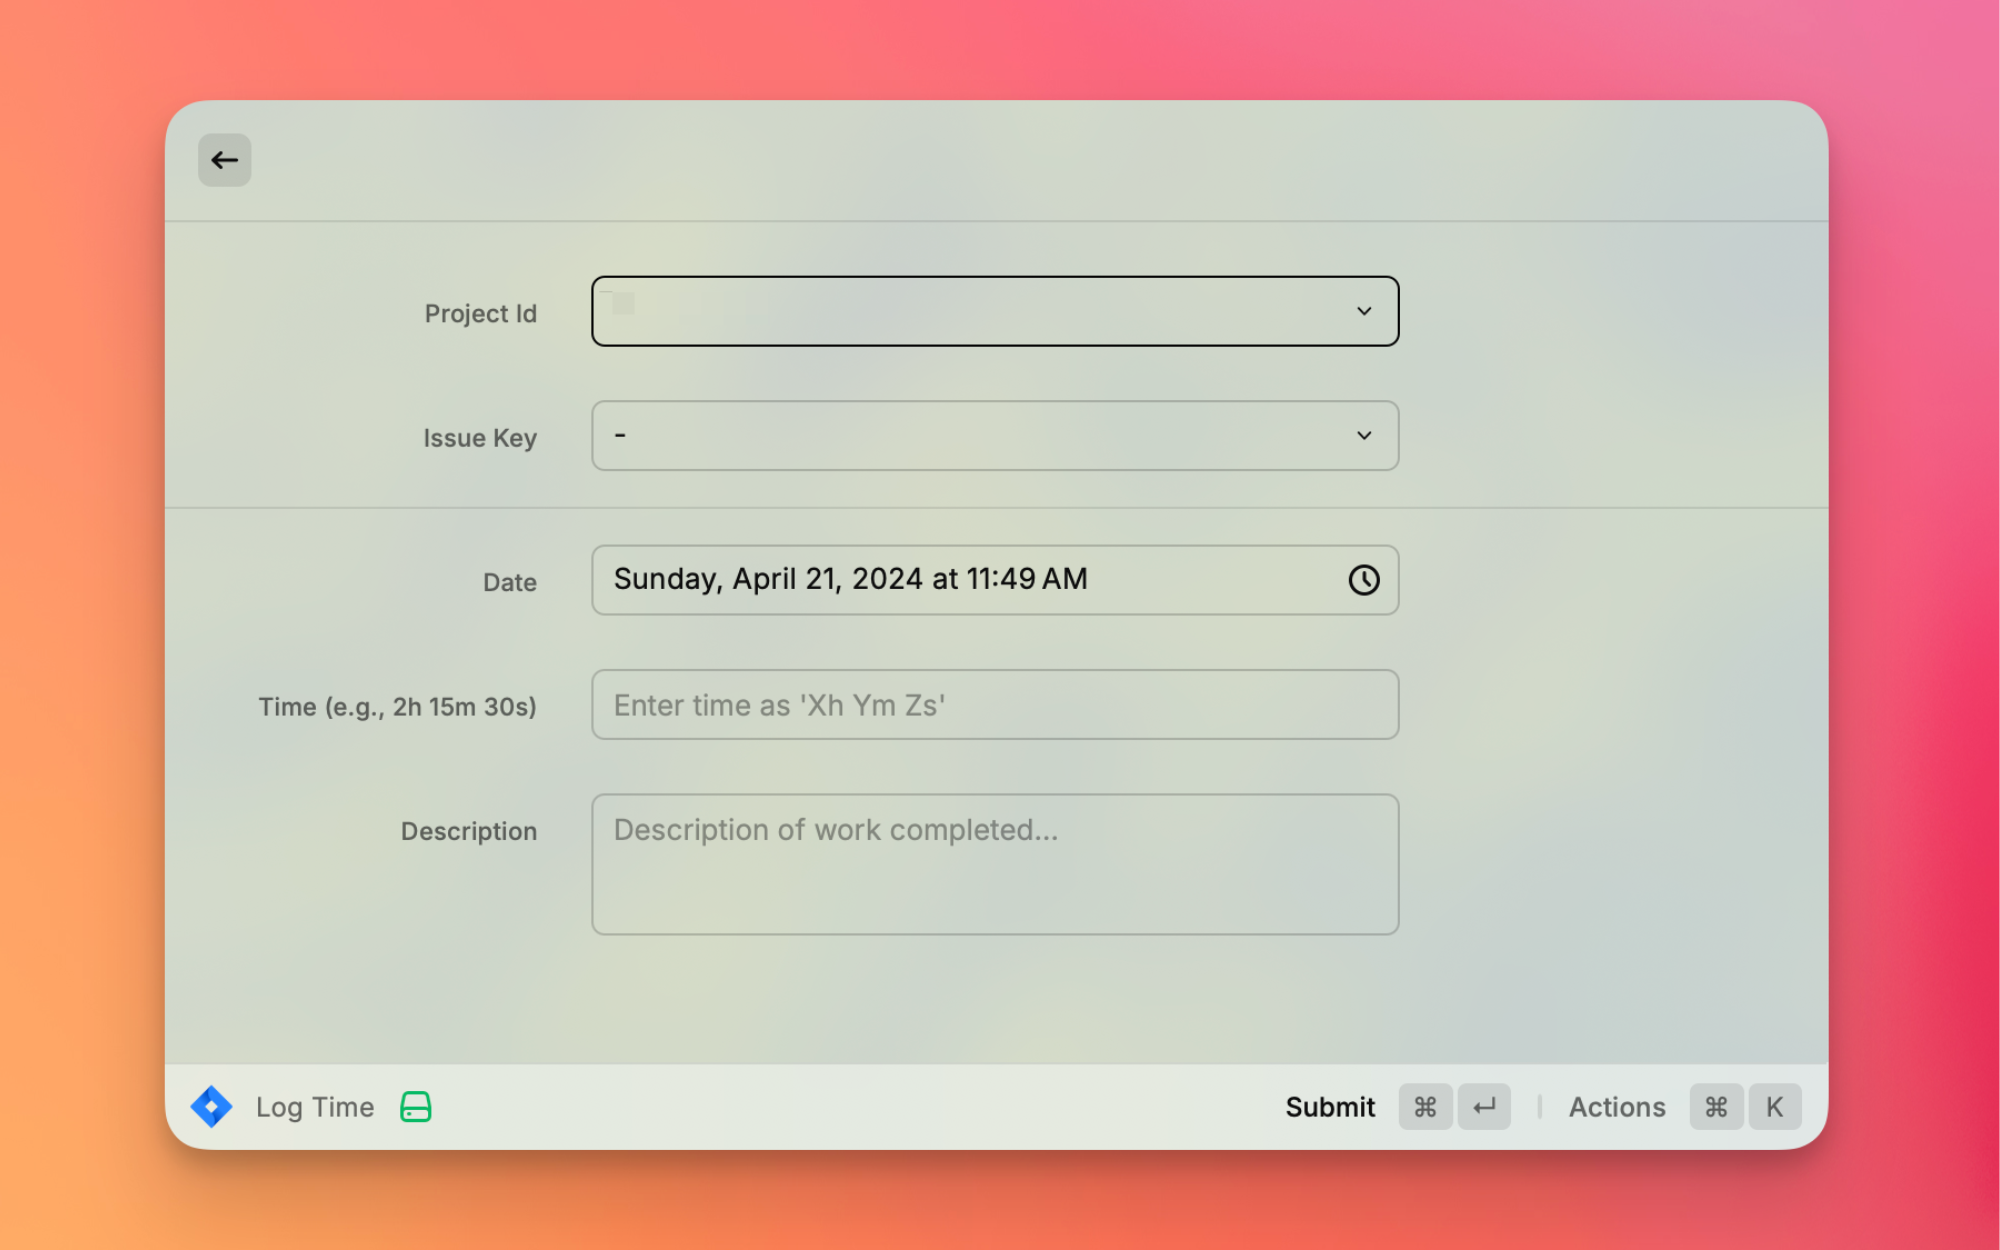 Project Id
Issue Key
-
Date
Sunday, April 21, 2024 at 11:49 AM
Time (e.g., 2h 15m 30s)
Enter time as 'Xh Ym Zs'
Description
Description of work completed...
Log Time
Submit ⌘ ↵ | Actions ⌘ K